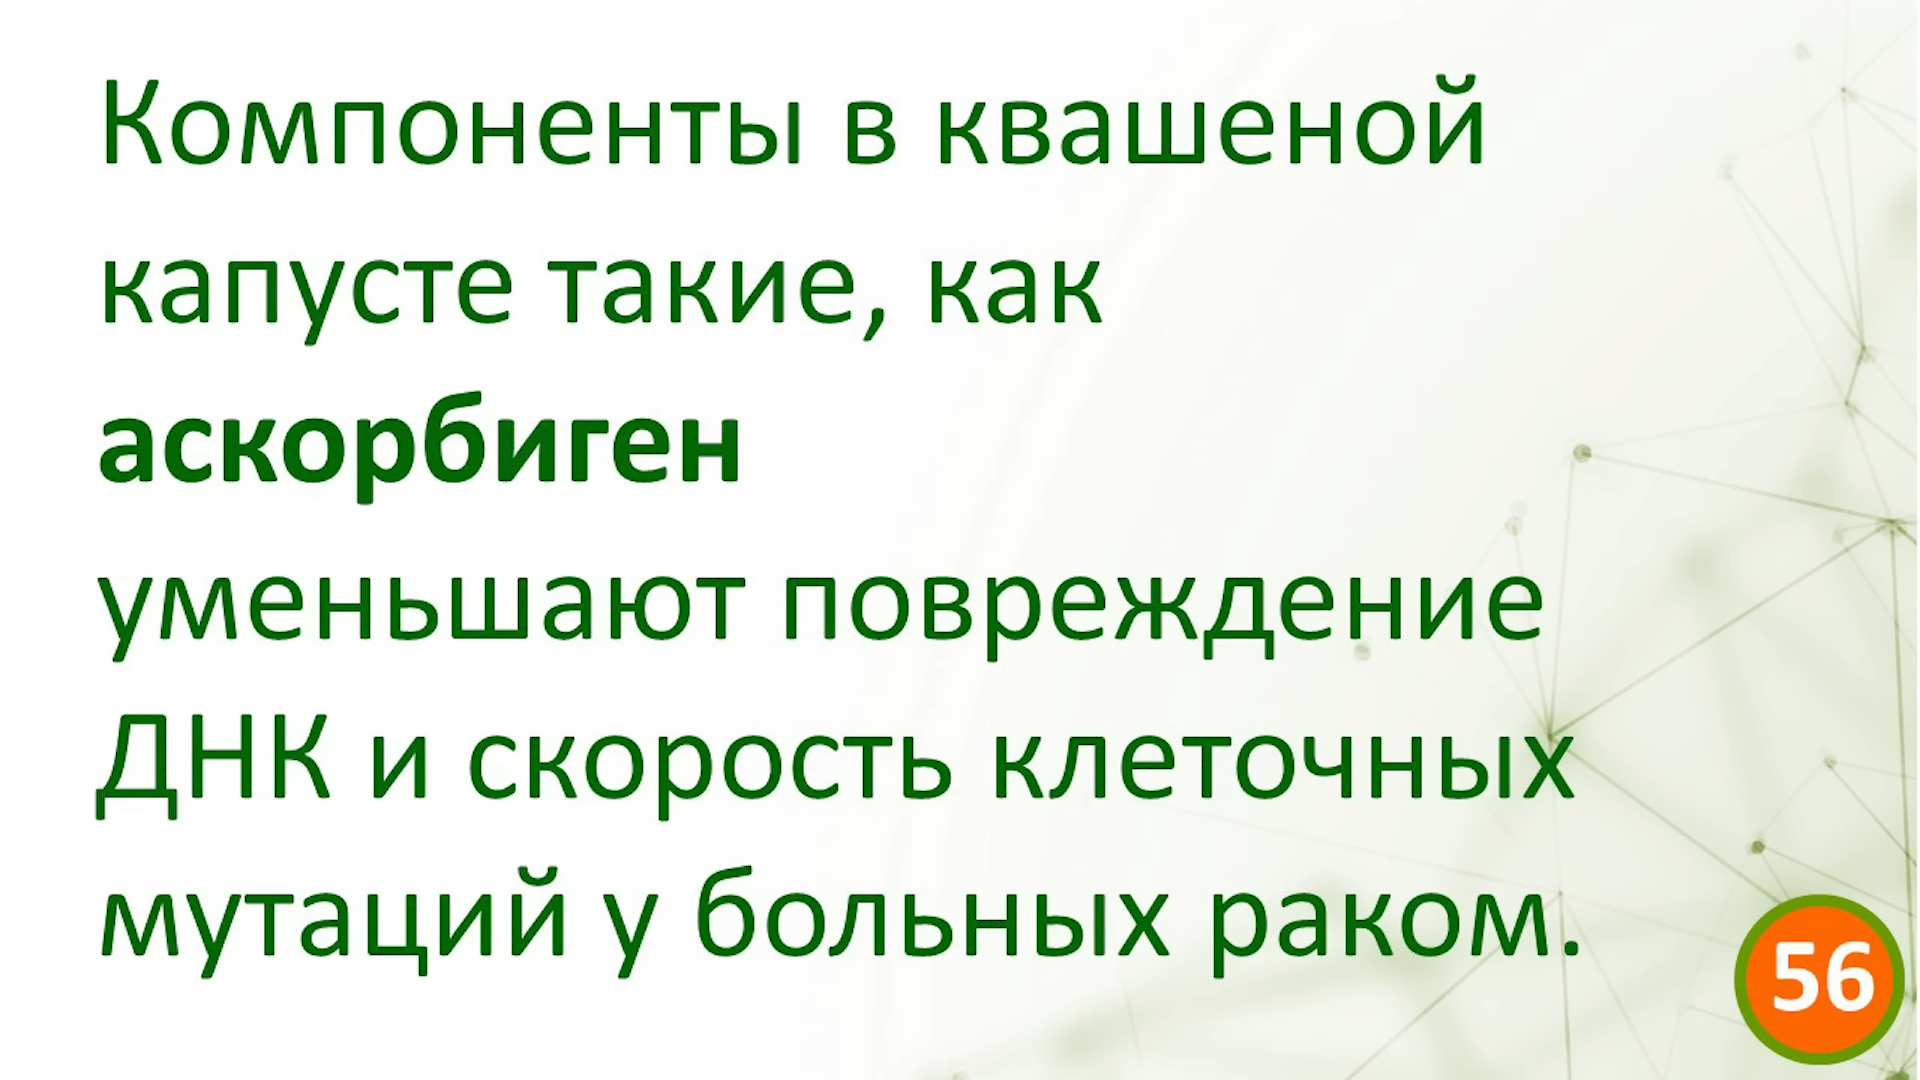 Компоненты в квашеной
капусте такие, как
аскорбиген
уменьшают повреждение
ДНК и скорость клеточных
мутаций у больных раком.
56